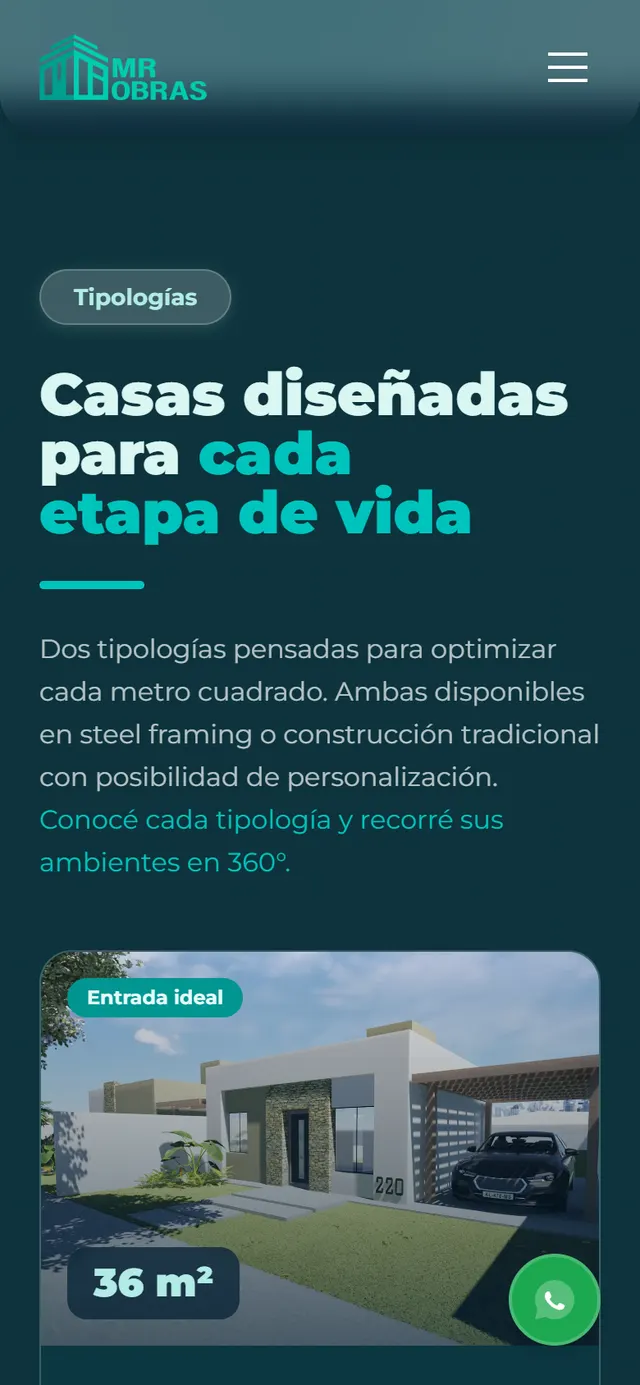 MR
OBRAS
Tipologías
Casas diseñadas
para cada
etapa de vida
Dos tipologías pensadas para optimizar
cada metro cuadrado. Ambas disponibles
en steel framing o construcción tradicional
con posibilidad de personalización.
Conocé cada tipología y recorré sus
ambientes en 360°.
Entrada ideal
220
36 m²